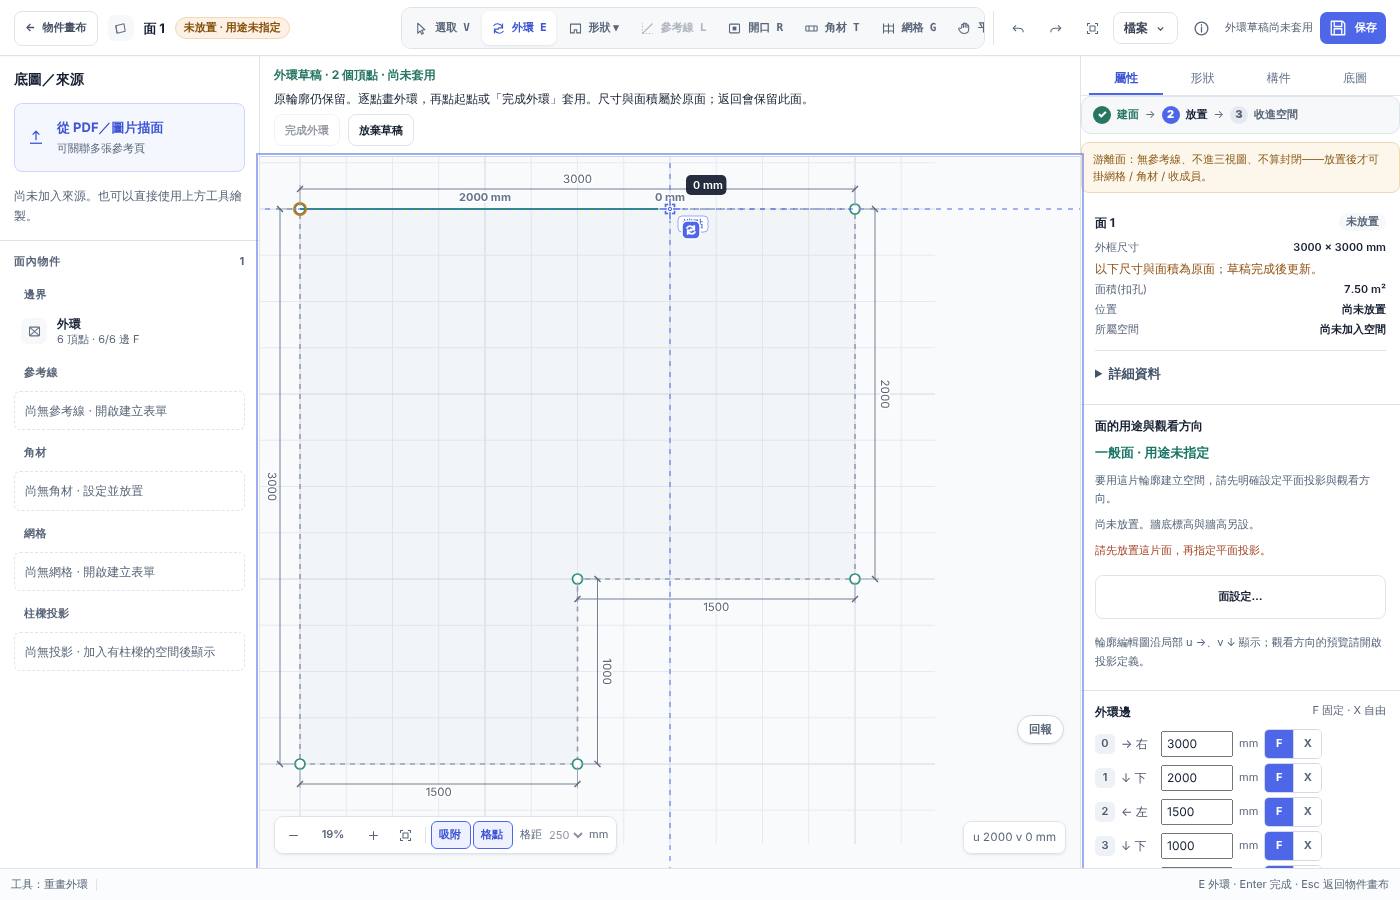 ← 物件畫布
面 1
未放置 · 用途未指定
選取 V
外環 E
形狀 ▾
參考線 L
開口 R
角材 T
網格 G
檔案
外環草稿尚未套用
保存
底圖／來源
從 PDF／圖片描面
可關聯多張參考頁
尚未加入來源。也可以直接使用上方工具繪
製。
面內物件 1
邊界
外環
6 頂點 · 6/6 邊 F
參考線
尚無參考線 · 開啟建立表單
角材
尚無角材 · 設定並放置
網格
尚無網格 · 開啟建立表單
柱樑投影
尚無投影 · 加入有柱樑的空間後顯示
外環草稿 · 2 個頂點 · 尚未套用
原輪廓仍保留。逐點畫外環，再點起點或「完成外環」套用。尺寸與面積屬於原面；返回會保留此面。
完成外環
放棄草稿
3000
0 mm
2000 mm
0 mm
2000
3000
1500
1000
1500
回報
19%
吸附
格點
格距 250 mm
u 2000 v 0 mm
屬性
形狀
構件
底圖
建面 → 2 放置 → 3 收進空間
游離面：無參考線、不進三視圖、不算封閉——放置後才可
掛網格 / 角材 / 收成員。
面 1 未放置
外框尺寸 3000 × 3000 mm
以下尺寸與面積為原面；草稿完成後更新。
面積(扣孔) 7.50 m²
位置 尚未放置
所屬空間 尚未加入空間
▶ 詳細資料
面的用途與觀看方向
一般面 · 用途未指定
要用這片輪廓建立空間，請先明確設定平面投影與觀看方
向。
尚未放置。牆底標高與牆高另設。
請先放置這片面，再指定平面投影。
面設定...
輪廓編輯圖沿局部 u →、v ↓ 顯示；觀看方向的預覽請開啟
投影定義。
外環邊 F 固定 · X 自由
0 → 右 3000 mm F X
1 ↓ 下 2000 mm F X
2 ← 左 1500 mm F X
3 ↓ 下 1000 mm F X
工具：重畫外環
E 外環 · Enter 完成 · Esc 返回物件畫布